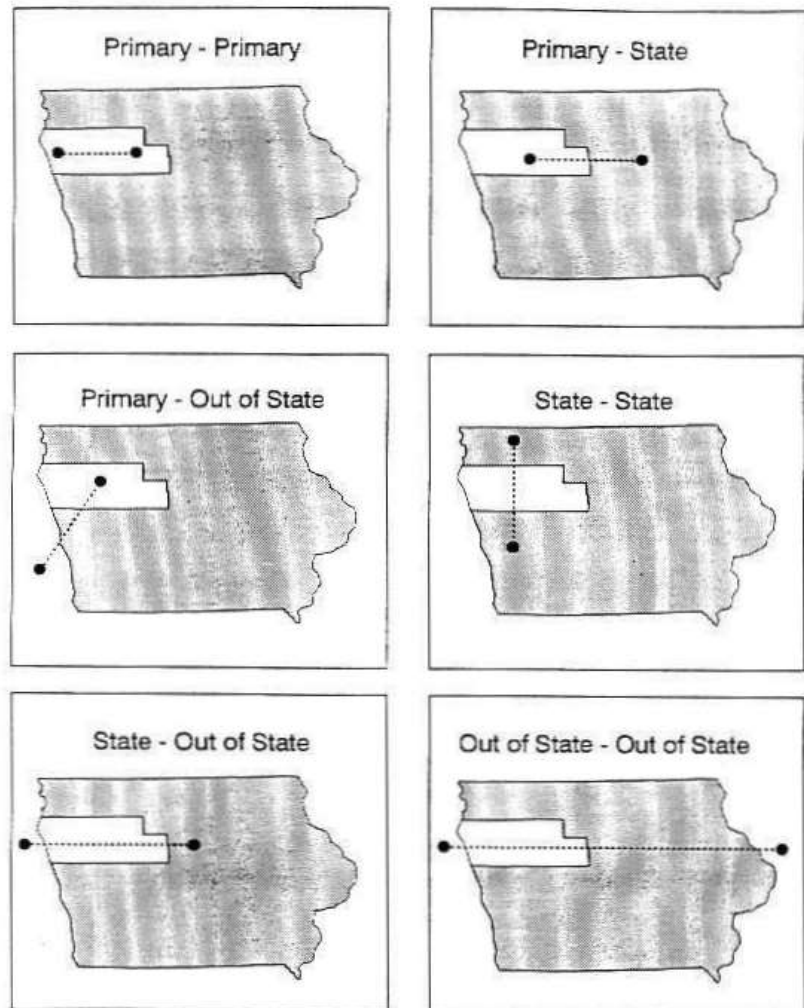 Primary - Primary
Primary - State
Primary - Out of State
State - State
State - Out of State
Out of State - Out of State